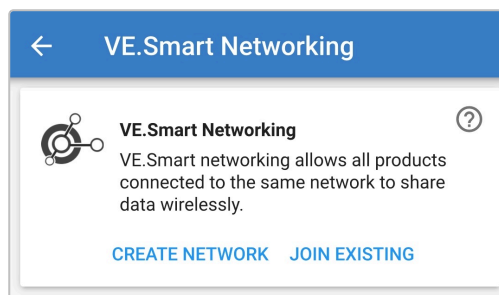 VE.Smart Networking
VE.Smart Networking
VE.Smart networking allows all products
connected to the same network to share
data wirelessly.
CREATE NETWORK JOIN EXISTING